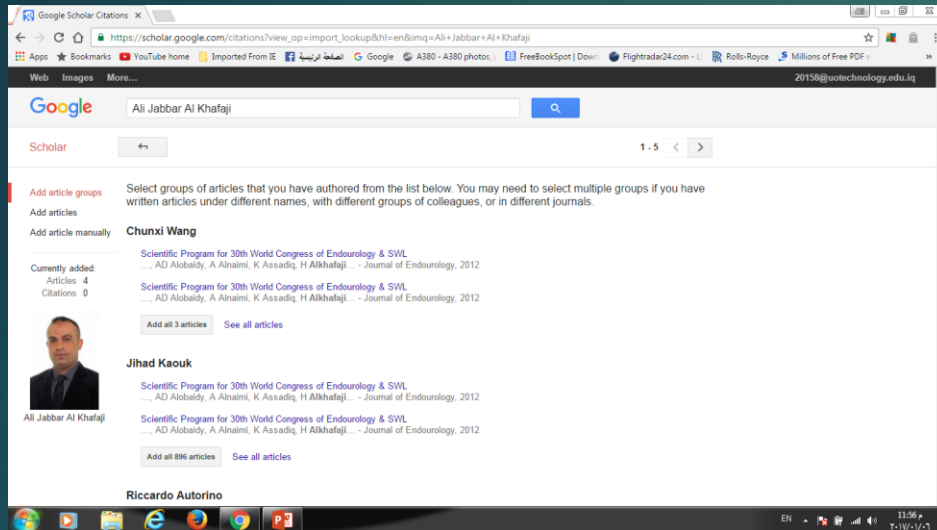 Google Scholar Citations
https://scholar.google.com/citations?view_op=import_lookup&hl=en&imq=Ali+Jabbar+Al+Khafaji
Apps Bookmarks YouTube home Imported From IE الصفحة الرئيسية Google A380 - A380 photos, FreeBookSpot | Down Flightradar24.com - Rolls-Royce Millions of Free PDF
Web Images More... 20158@uotechnology.edu.iq
Google Ali Jabbar Al Khafaji
Scholar 1 - 5
Add article groups
Add articles
Add article manually
Currently added:
Articles 4
Citations 0
Ali Jabbar Al Khafaji
Select groups of articles that you have authored from the list below. You may need to select multiple groups if you have
written articles under different names, with different groups of colleagues, or in different journals.
Chunxi Wang
Scientific Program for 30th World Congress of Endourology & SWL
..., AD Alobaidy, A Alnaimi, K Assadiq, H Alkhafaji... - Journal of Endourology, 2012
Scientific Program for 30th World Congress of Endourology & SWL
..., AD Alobaidy, A Alnaimi, K Assadiq, H Alkhafaji... - Journal of Endourology, 2012
Add all 3 articles See all articles
Jihad Kaouk
Scientific Program for 30th World Congress of Endourology & SWL
..., AD Alobaidy, A Alnaimi, K Assadiq, H Alkhafaji... - Journal of Endourology, 2012
Scientific Program for 30th World Congress of Endourology & SWL
..., AD Alobaidy, A Alnaimi, K Assadiq, H Alkhafaji... - Journal of Endourology, 2012
Add all 896 articles See all articles
Riccardo Autorino
EN 11:56 م